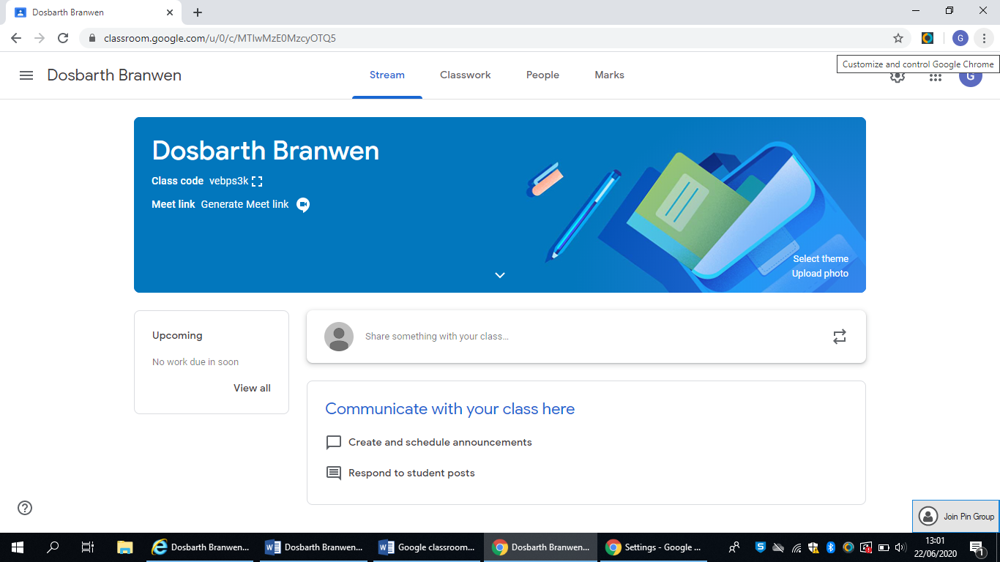 Dosbarth Branwen
classroom.google.com/u/0/c/MTIwMzE0MzcyOTQ5
G
Customize and control Google Chrome
Dosbarth Branwen
Stream
Classwork
People
Marks
G
Dosbarth Branwen
Class code vebps3k
Meet link Generate Meet link
Select theme
Upload photo
Upcoming
No work due in soon
View all
Share something with your class...
Communicate with your class here
Create and schedule announcements
Respond to student posts
Join Pin Group
Dosbarth Branwen...
Dosbarth Branwen...
Google classroom...
Dosbarth Branwen...
Settings - Google ...
13:01
22/06/2020
1